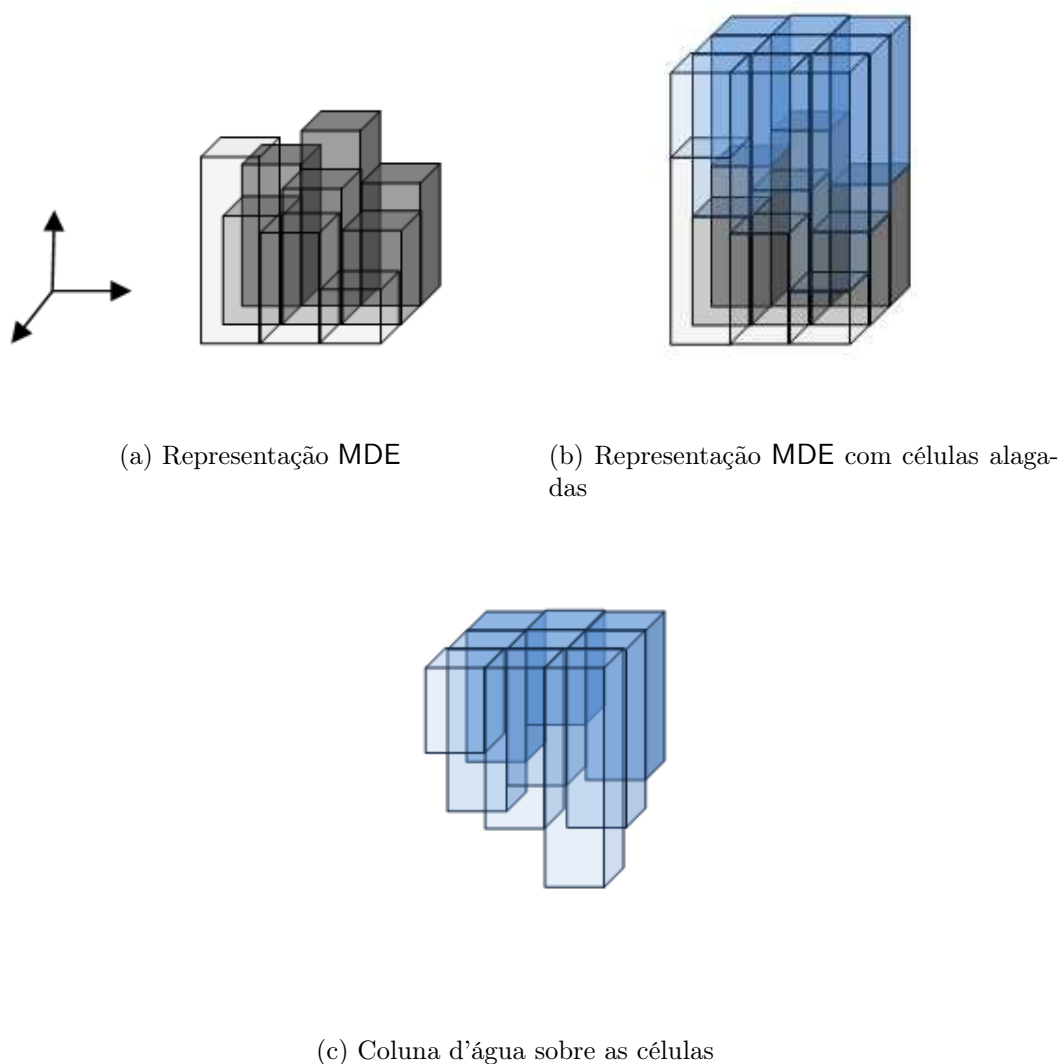 (a) Representação MDE
(b) Representação MDE com células alaga-
das
(c) Coluna d'água sobre as células